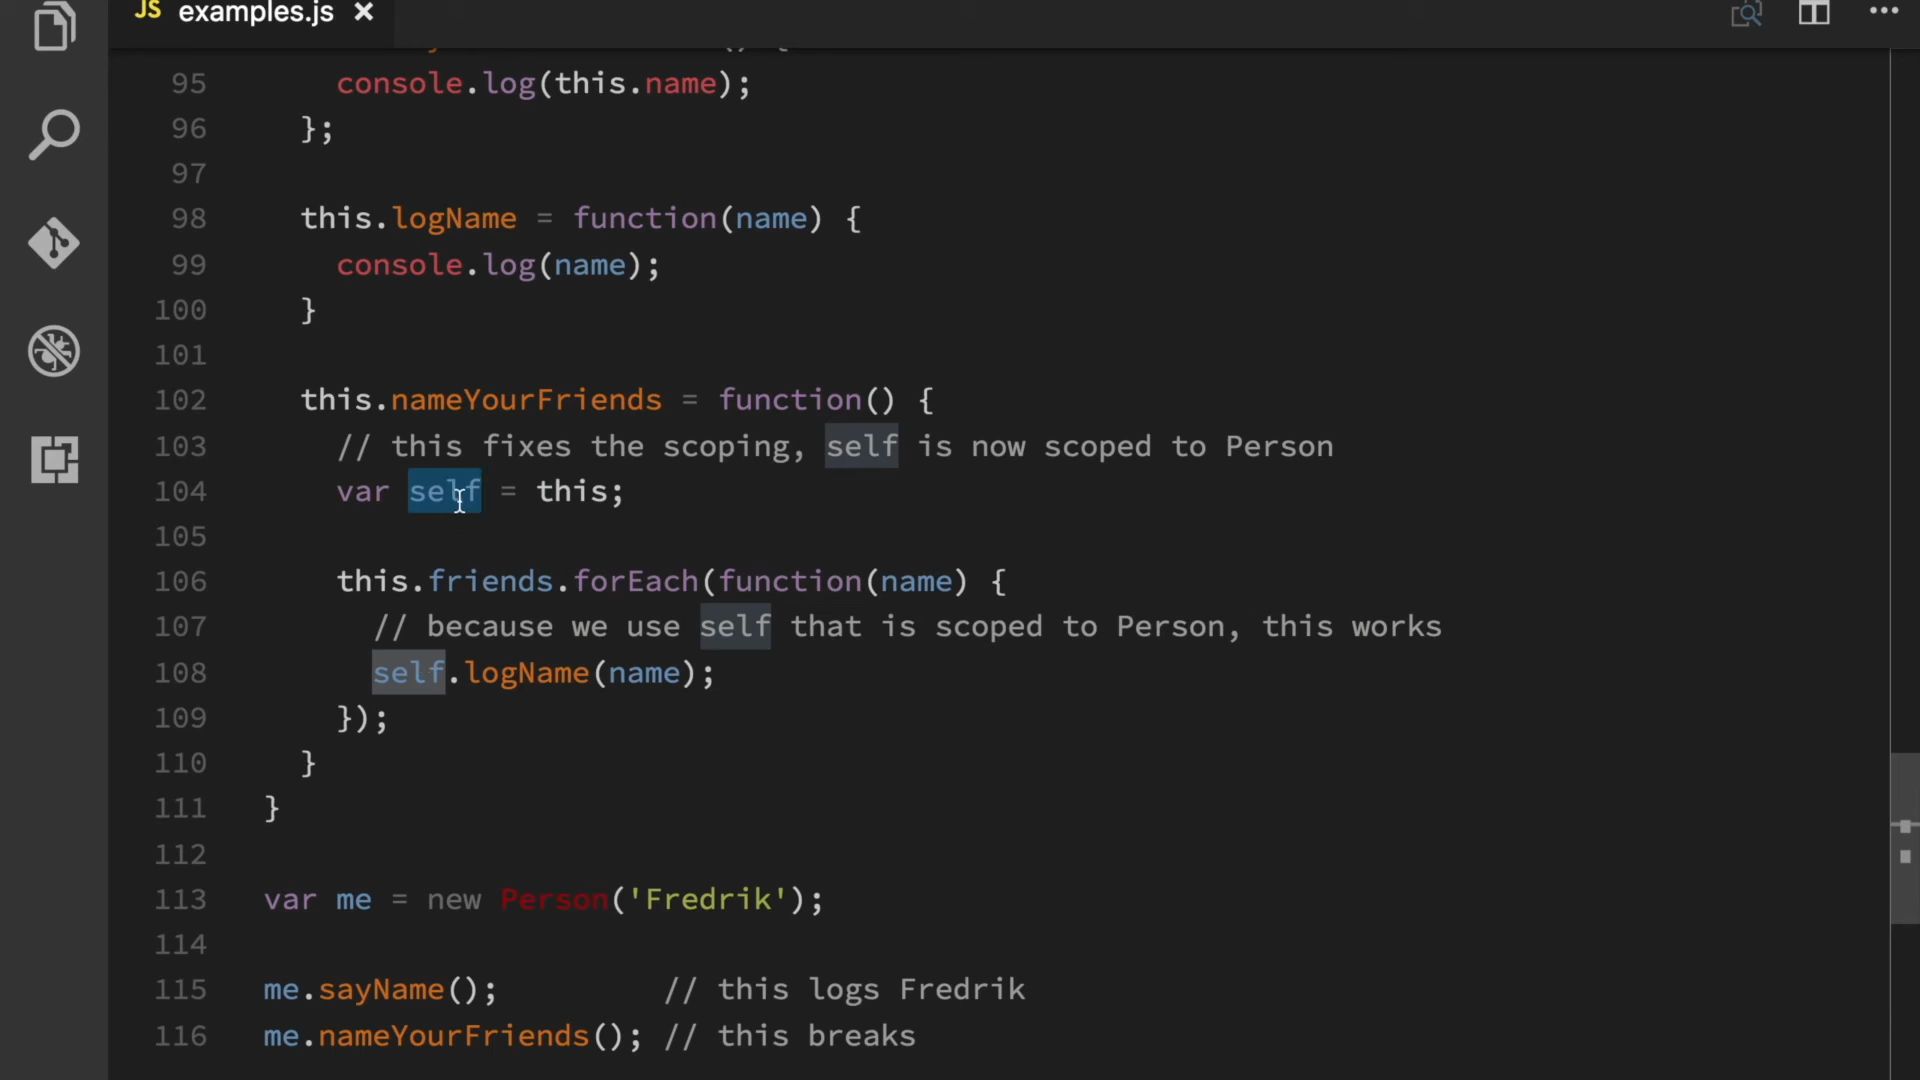 JS examples.js ×
95 console.log(this.name);
96 };
97
98 this.logName = function(name) {
99 console.log(name);
100 }
101
102 this.nameYourFriends = function() {
103 // this fixes the scoping, self is now scoped to Person
104 var self = this;
105
106 this.friends.forEach(function(name) {
107 // because we use self that is scoped to Person, this works
108 self.logName(name);
109 });
110 }
111 }
112
113 var me = new Person('Fredrik');
114
115 me.sayName(); // this logs Fredrik
116 me.nameYourFriends(); // this breaks